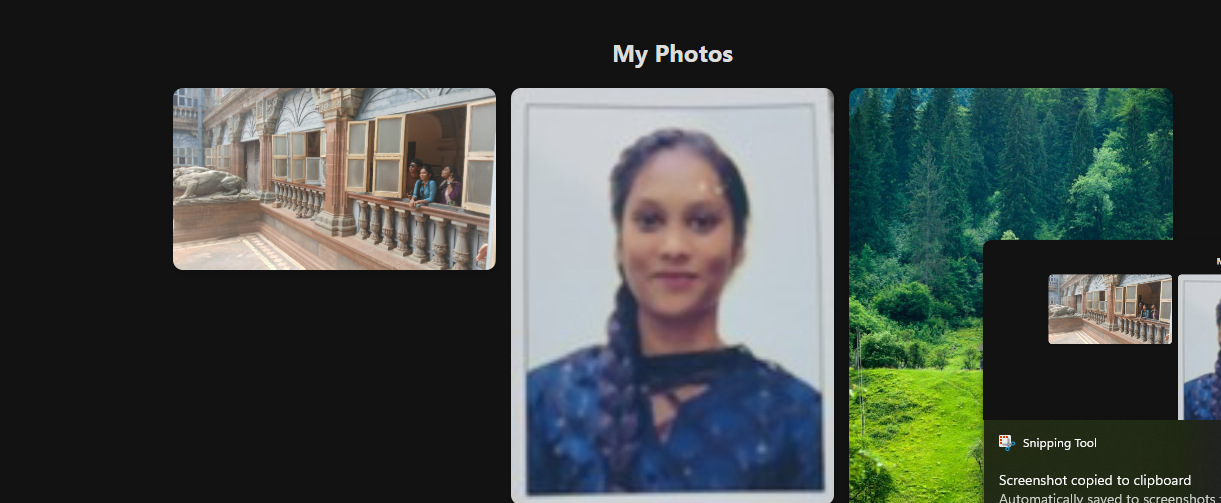 My Photos
Snipping Tool
Screenshot copied to clipboard
Automatically saved to screenshots